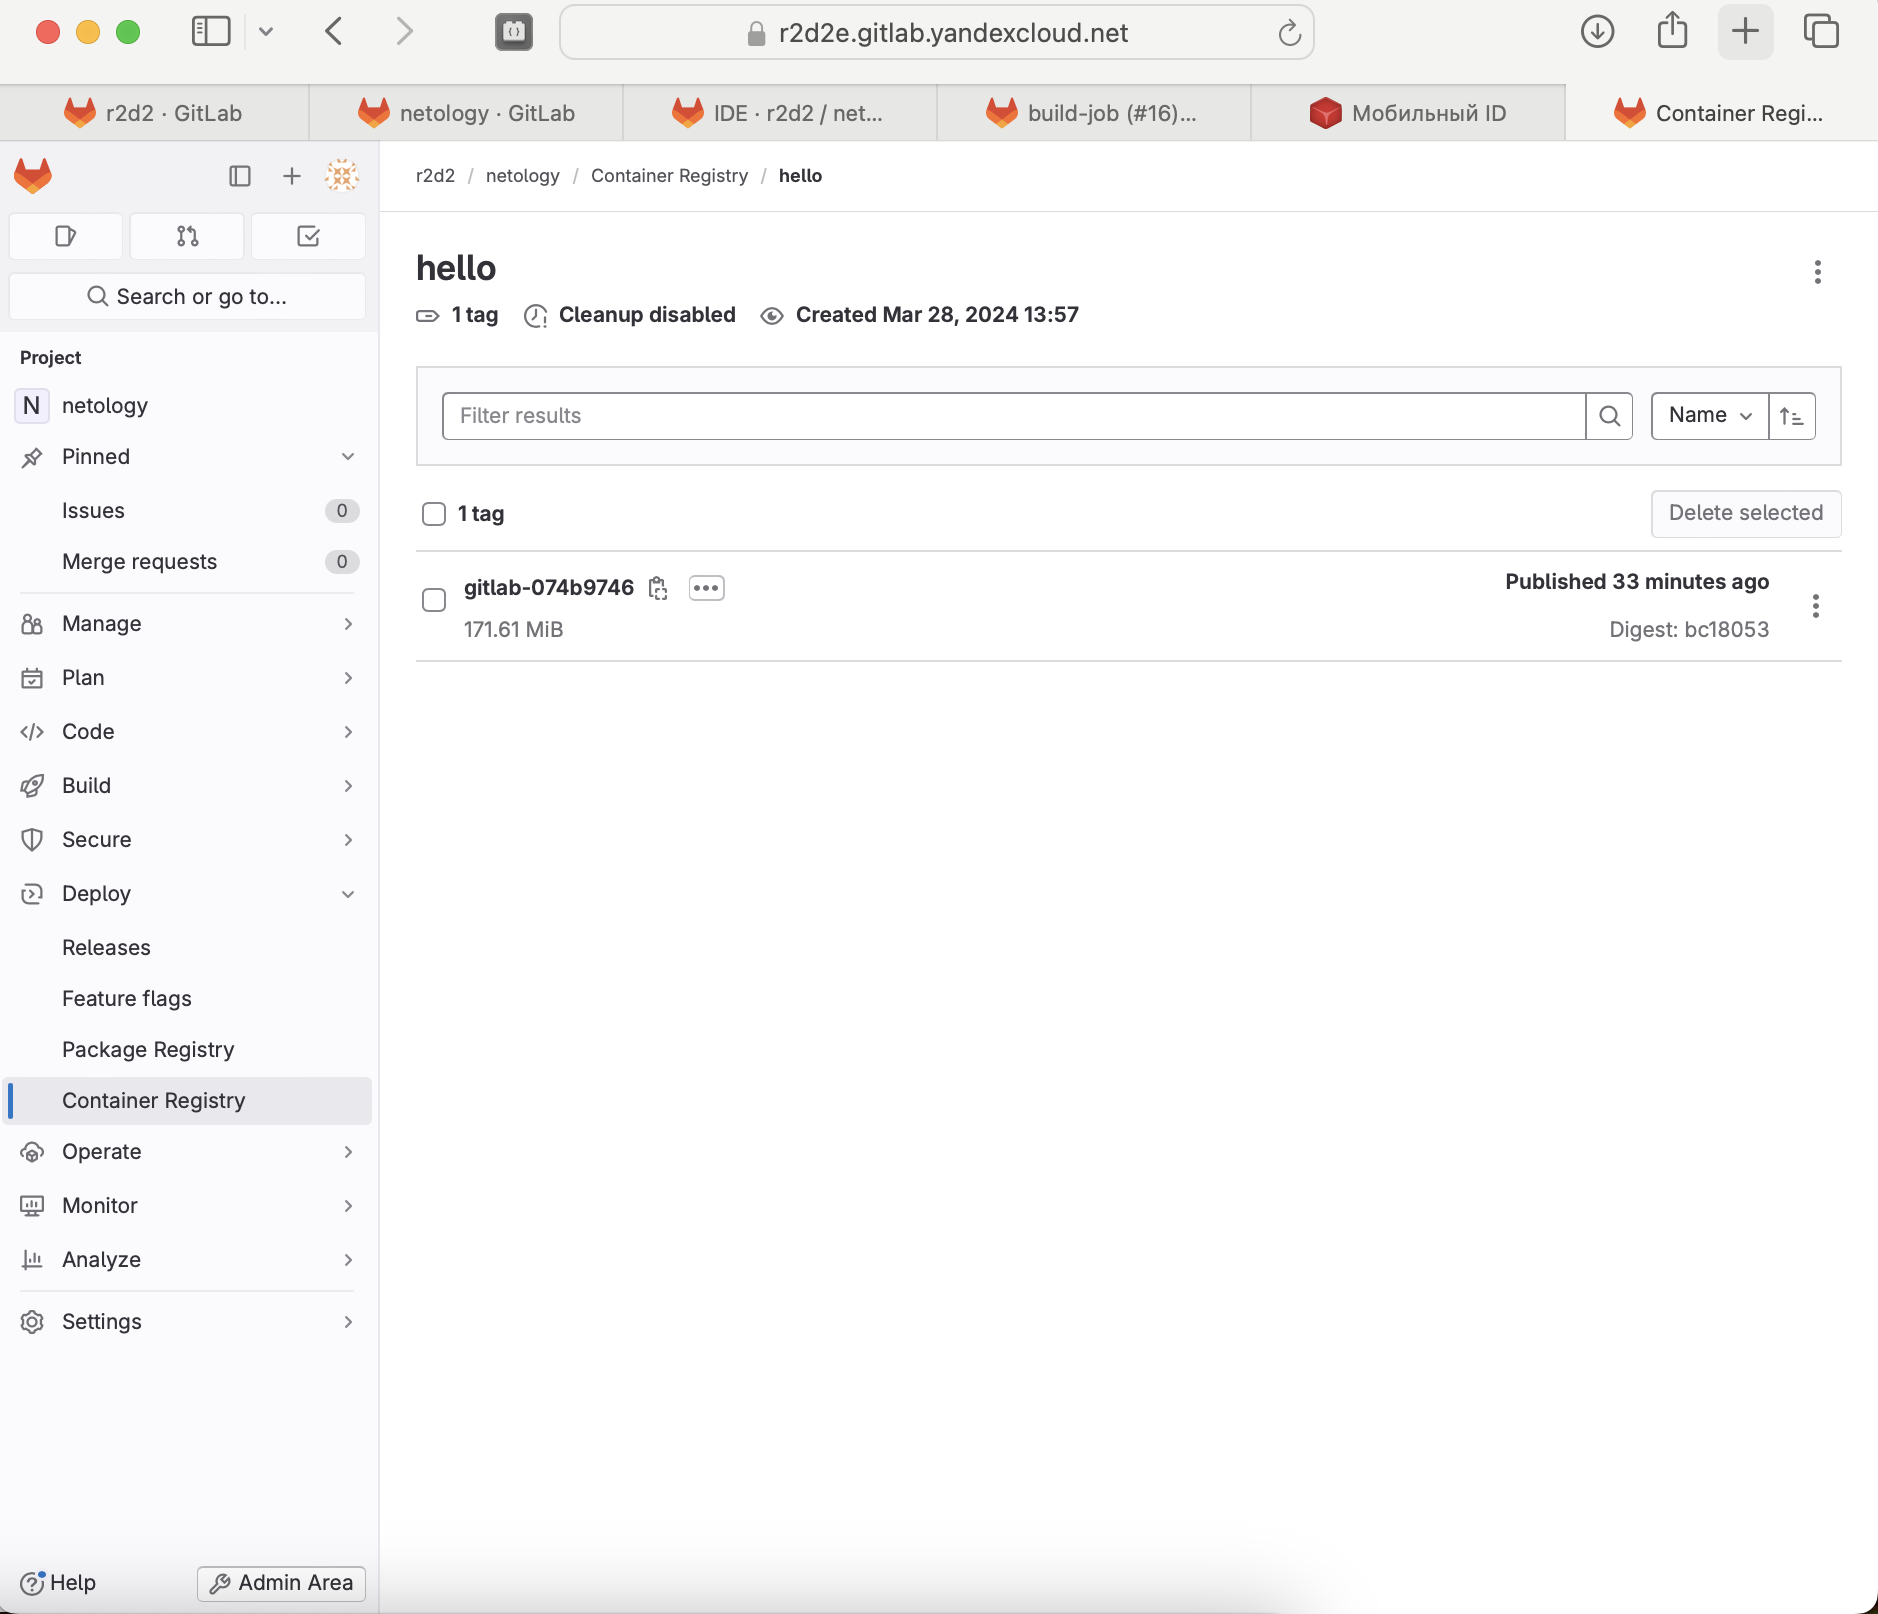 r2d2e.gitlab.yandexcloud.net
r2d2 · GitLab
netology · GitLab
IDE · r2d2 / net...
build-job (#16)...
Мобильный ID
Container Regi...
Search or go to...
Project
N netology
Pinned
Issues 0
Merge requests 0
Manage
Plan
Code
Build
Secure
Deploy
Releases
Feature flags
Package Registry
Container Registry
Operate
Monitor
Analyze
Settings
Help
Admin Area
r2d2 / netology / Container Registry / hello
hello
1 tag Cleanup disabled Created Mar 28, 2024 13:57
Filter results
Name
1 tag
Delete selected
gitlab-074b9746
Published 33 minutes ago
171.61 MiB
Digest: bc18053